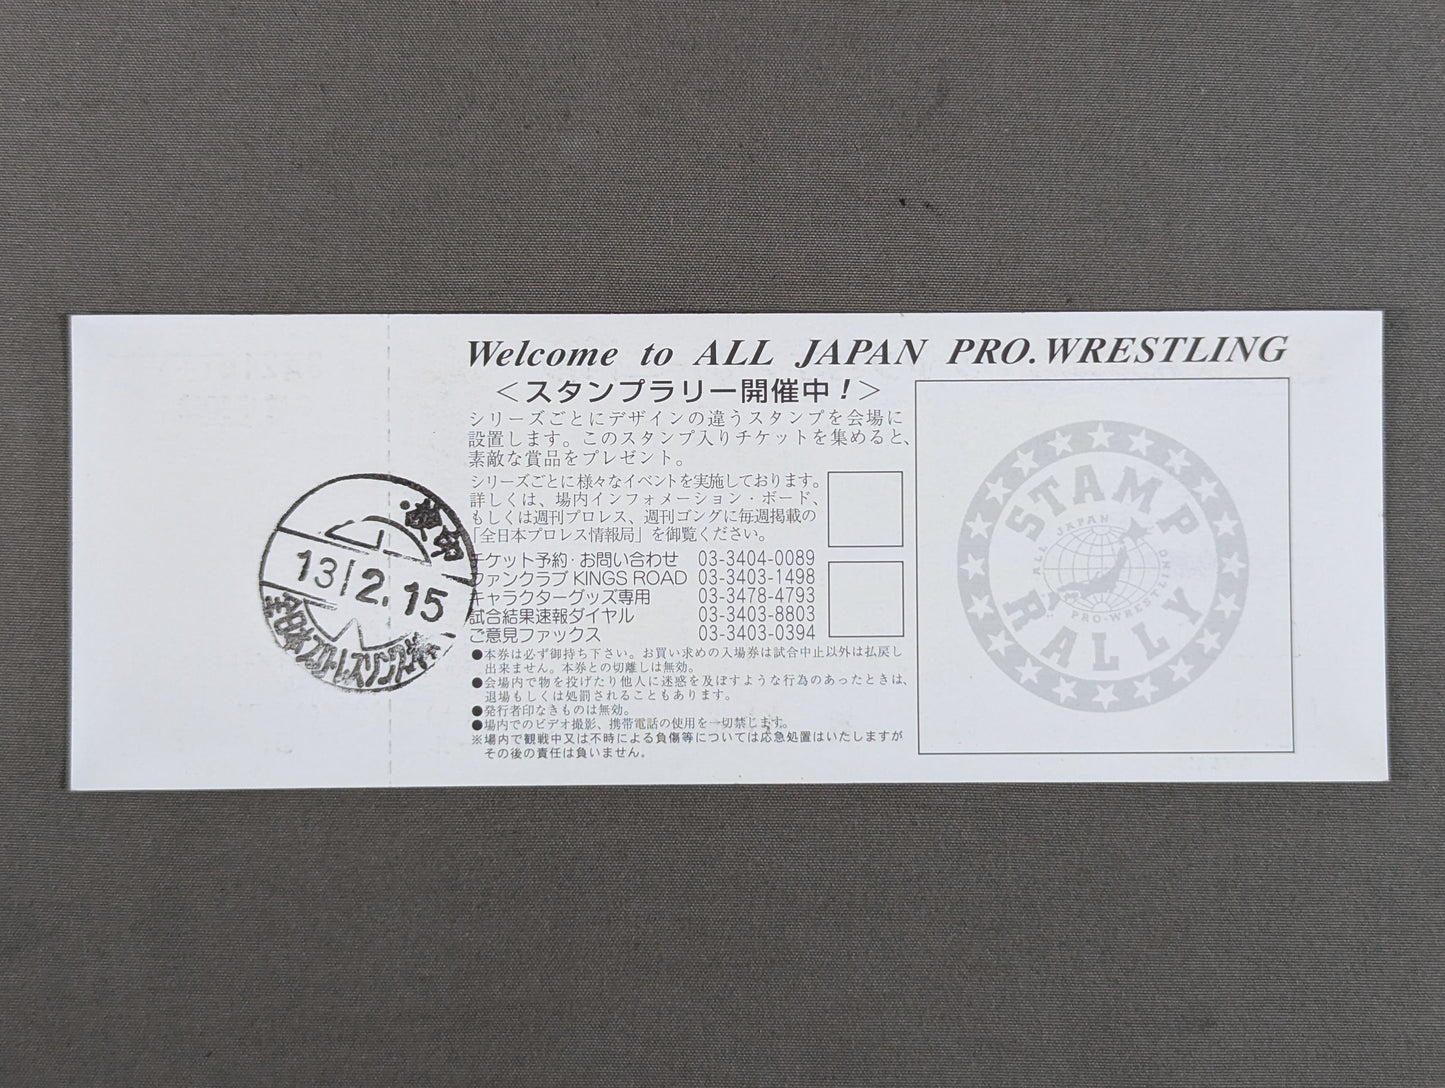 Welcome to ALL JAPAN PRO.WRESTLING
＜スタンプラリー開催中！＞
シリーズごとにデザインの違うスタンプを会場に
設置します。このスタンプ入りチケットを集めると、
素敵な賞品をプレゼント。
シリーズごとに様々なイベントを実施しております。
詳しくは、場内インフォメーション・ボード、
もしくは週刊プロレス、週刊ゴングに毎週掲載の
「全日本プロレス情報局」を御覧ください。
チケット予約・お問い合わせ 03-3404-0089
ファンクラブ KINGS ROAD 03-3403-1498
キャラクターグッズ専用 03-3478-4793
試合結果速報ダイヤル 03-3403-8803
ご意見ファックス 03-3403-0394
●本券は必ず御持ち下さい。お買い求めの入場券は試合中止以外は払戻し
出来ません。本券との切離しは無効。
●会場内で物を投げたり他人に迷惑を及ぼすような行為のあったときは、
退場もしくは処罰されることもあります。
●発行者印なきものは無効。
●場内でのビデオ撮影、携帯電話の使用を一切禁じます。
※場内で観戦中又は不時による負傷等については応急処置はいたしますが
その後の責任は負いません。
13.2.15
STAMP
ALL JAPAN
PRO-WRESTLING
RALLY